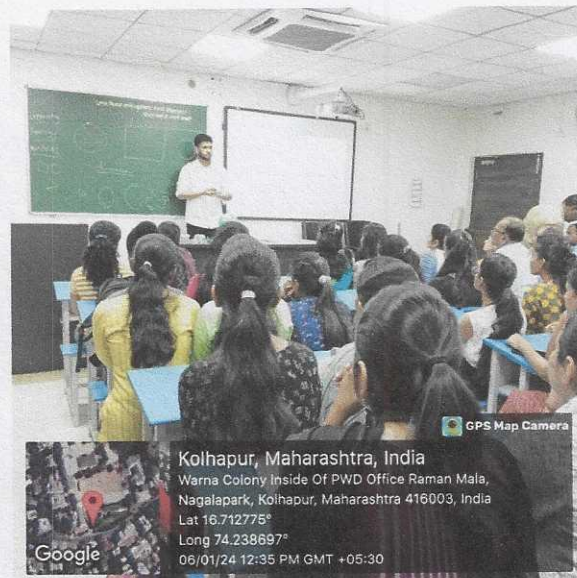 GPS Map Camera
Kolhapur, Maharashtra, India
Warna Colony Inside Of PWD Office Raman Mala,
Nagalapark, Kolhapur, Maharashtra 416003, India
Lat 16.712775°
Long 74.238697°
06/01/24 12:35 PM GMT +05:30
Google